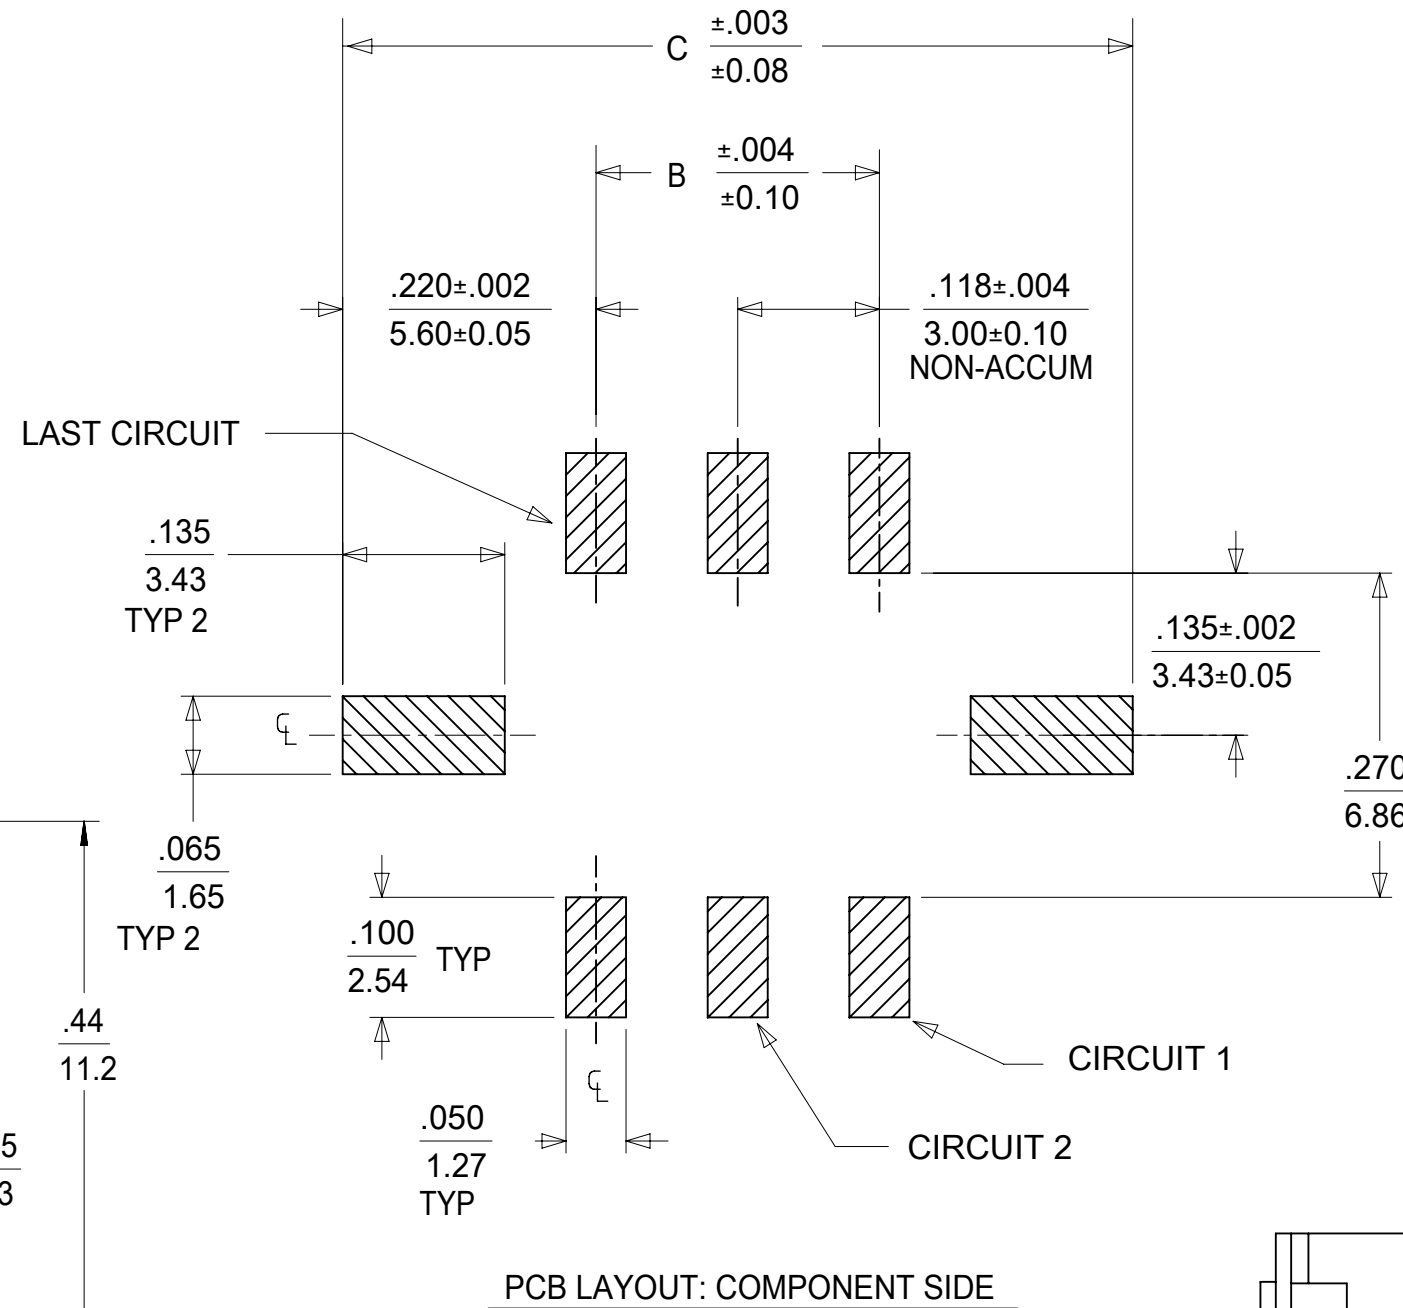 C ±.003
±0.08
B ±.004
±0.10
.220±.002
5.60±0.05
.118±.004
3.00±0.10
NON-ACCUM
LAST CIRCUIT
.135
3.43
TYP 2
.135±.002
3.43±0.05
.270
6.86
.065
1.65
TYP 2
.100
2.54
TYP
.44
11.2
CIRCUIT 1
.050
1.27
TYP
CIRCUIT 2
5
3
PCB LAYOUT: COMPONENT SIDE